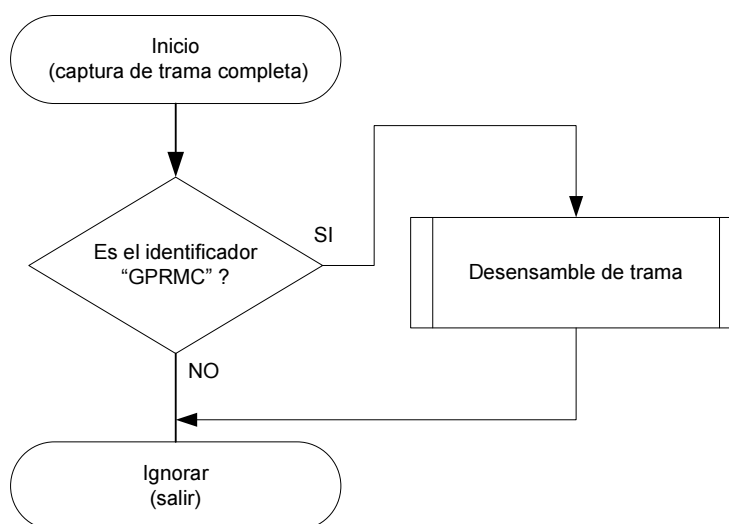 Inicio
(captura de trama completa)
Es el identificador
“GPRMC” ?
SI
Desensamble de trama
NO
Ignorar
(salir)